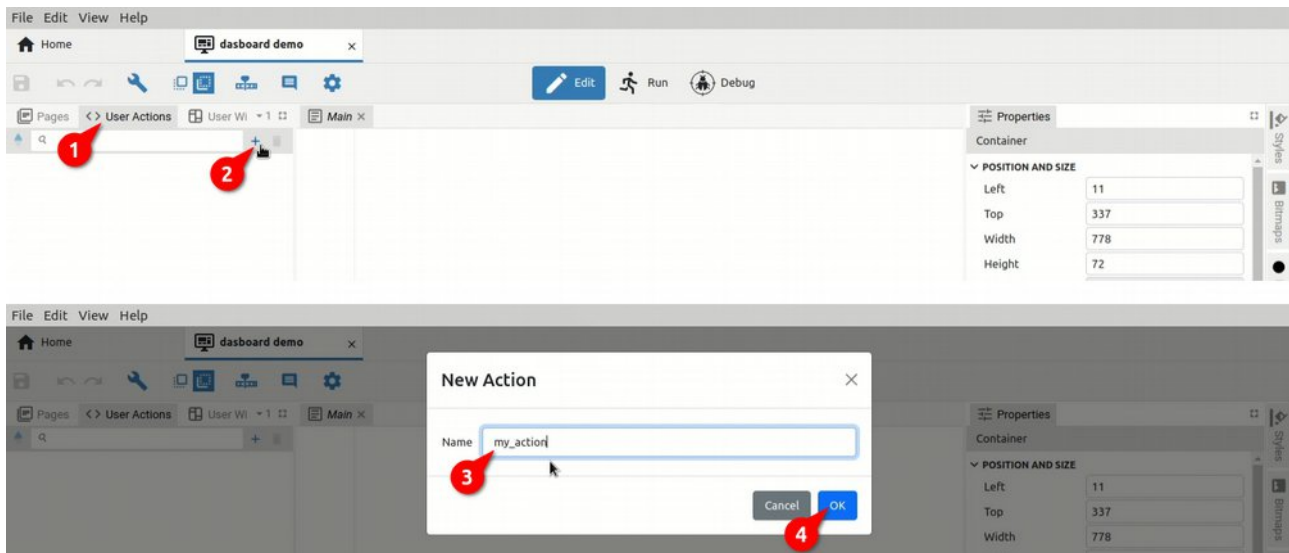 File Edit View Help
Home dasboard demo ×
Edit Run Debug
Pages <> User Actions User Wi 1 Main × Properties
1 2
Container
Styles
POSITION AND SIZE
Left 11
Bitmaps
Top 337
Width 778
Height 72
File Edit View Help
Home dasboard demo ×
New Action ×
Pages <> User Actions User Wi 1 Main × Properties
Name my_action Container
3
Styles
POSITION AND SIZE
Left 11
Bitmaps
Cancel OK
4
Top 337
Width 778